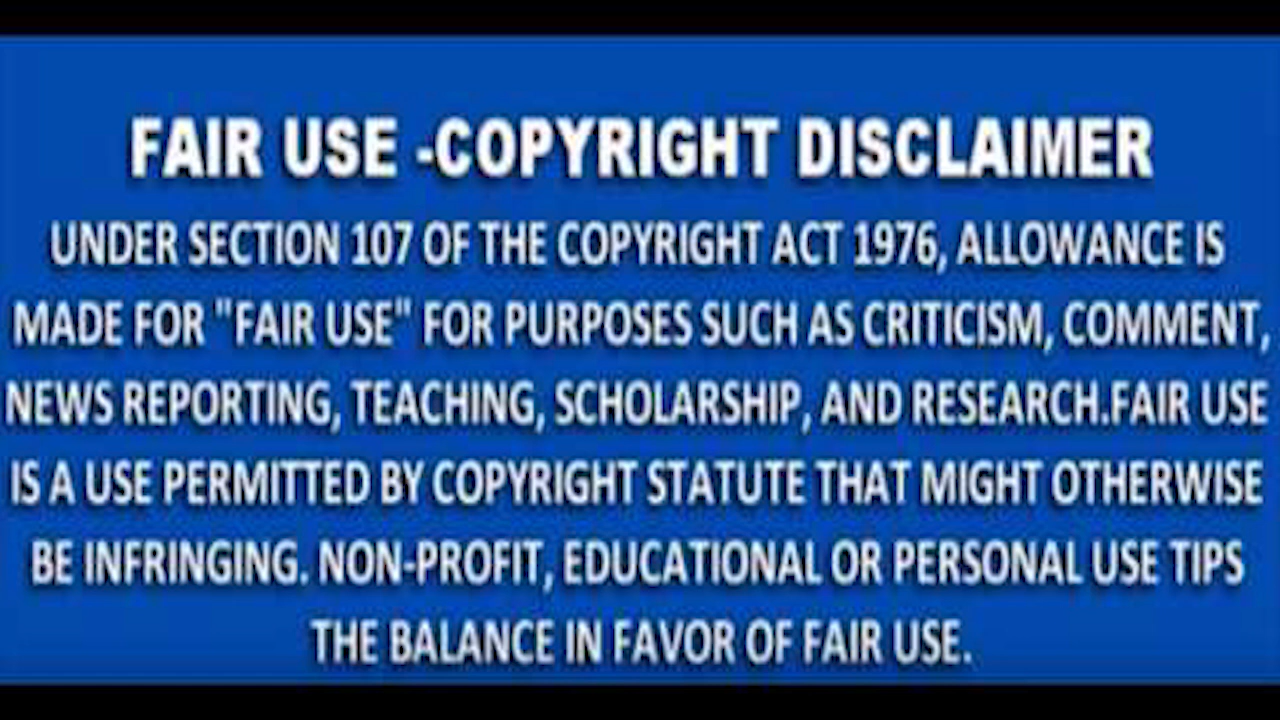 FAIR USE -COPYRIGHT DISCLAIMER
UNDER SECTION 107 OF THE COPYRIGHT ACT 1976, ALLOWANCE IS
MADE FOR "FAIR USE" FOR PURPOSES SUCH AS CRITICISM, COMMENT,
NEWS REPORTING, TEACHING, SCHOLARSHIP, AND RESEARCH.FAIR USE
IS A USE PERMITTED BY COPYRIGHT STATUTE THAT MIGHT OTHERWISE
BE INFRINGING. NON-PROFIT, EDUCATIONAL OR PERSONAL USE TIPS
THE BALANCE IN FAVOR OF FAIR USE.